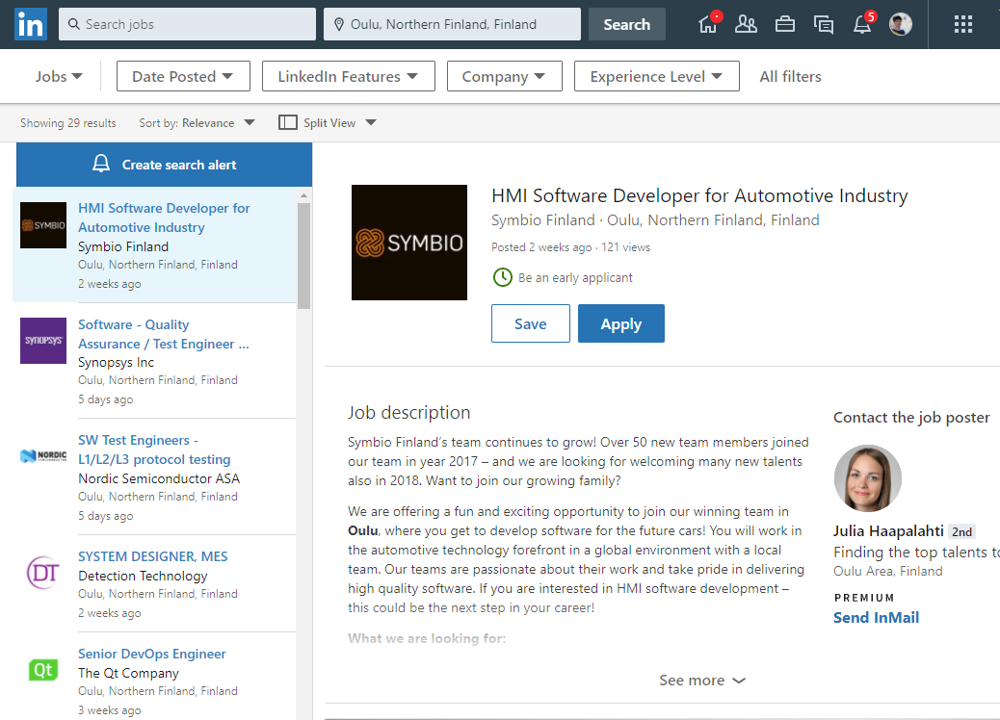 in
Search jobs
Oulu, Northern Finland, Finland
Search
5
Jobs
Date Posted
LinkedIn Features
Company
Experience Level
All filters
Showing 29 results
Sort by: Relevance
Split View
Create search alert
SYMBIO
HMI Software Developer for
Automotive Industry
Symbio Finland
Oulu, Northern Finland, Finland
2 weeks ago
SYNOPSYS
Software - Quality
Assurance / Test Engineer ...
Synopsys Inc
Oulu, Northern Finland, Finland
5 days ago
NORDIC
SEMICONDUCTOR
SW Test Engineers -
L1/L2/L3 protocol testing
Nordic Semiconductor ASA
Oulu, Northern Finland, Finland
5 days ago
DT
SYSTEM DESIGNER, MES
Detection Technology
Oulu, Northern Finland, Finland
2 weeks ago
Qt
Senior DevOps Engineer
The Qt Company
Oulu, Northern Finland, Finland
3 weeks ago
SYMBIO
HMI Software Developer for Automotive Industry
Symbio Finland · Oulu, Northern Finland, Finland
Posted 2 weeks ago · 121 views
Be an early applicant
Save
Apply
Job description
Symbio Finland's team continues to grow! Over 50 new team members joined
our team in year 2017 – and we are looking for welcoming many new talents
also in 2018. Want to join our growing family?
We are offering a fun and exciting opportunity to join our winning team in
Oulu, where you get to develop software for the future cars! You will work in
the automotive technology forefront in a global environment with a local
team. Our teams are passionate about their work and take pride in delivering
high quality software. If you are interested in HMI software development –
this could be the next step in your career!
What we are looking for:
See more
Contact the job poster
Julia Haapalahti 2nd
Finding the top talents to
Oulu Area, Finland
PREMIUM
Send InMail